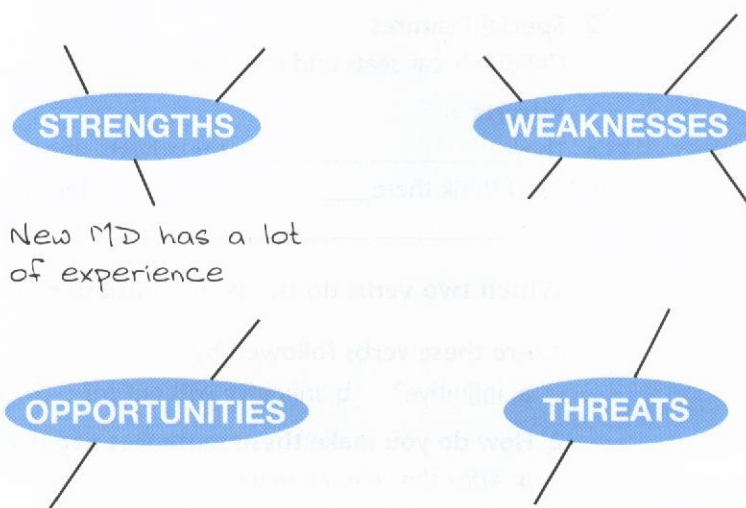 STRENGTHS
WEAKNESSES
New MD has a lot
of experience
OPPORTUNITIES
THREATS